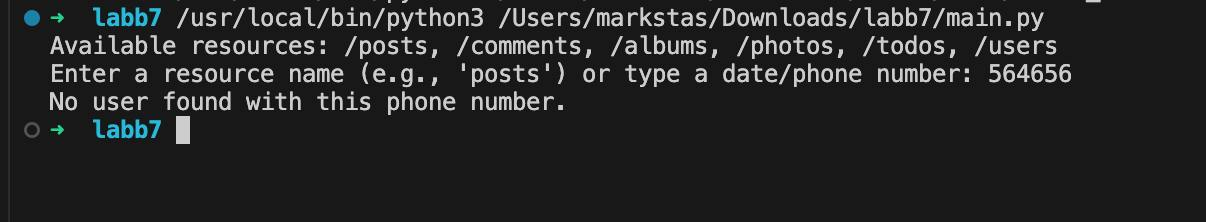 ➜ labb7 /usr/local/bin/python3 /Users/markstas/Downloads/labb7/main.py
Available resources: /posts, /comments, /albums, /photos, /todos, /users
Enter a resource name (e.g., 'posts') or type a date/phone number: 564656
No user found with this phone number.
➜ labb7